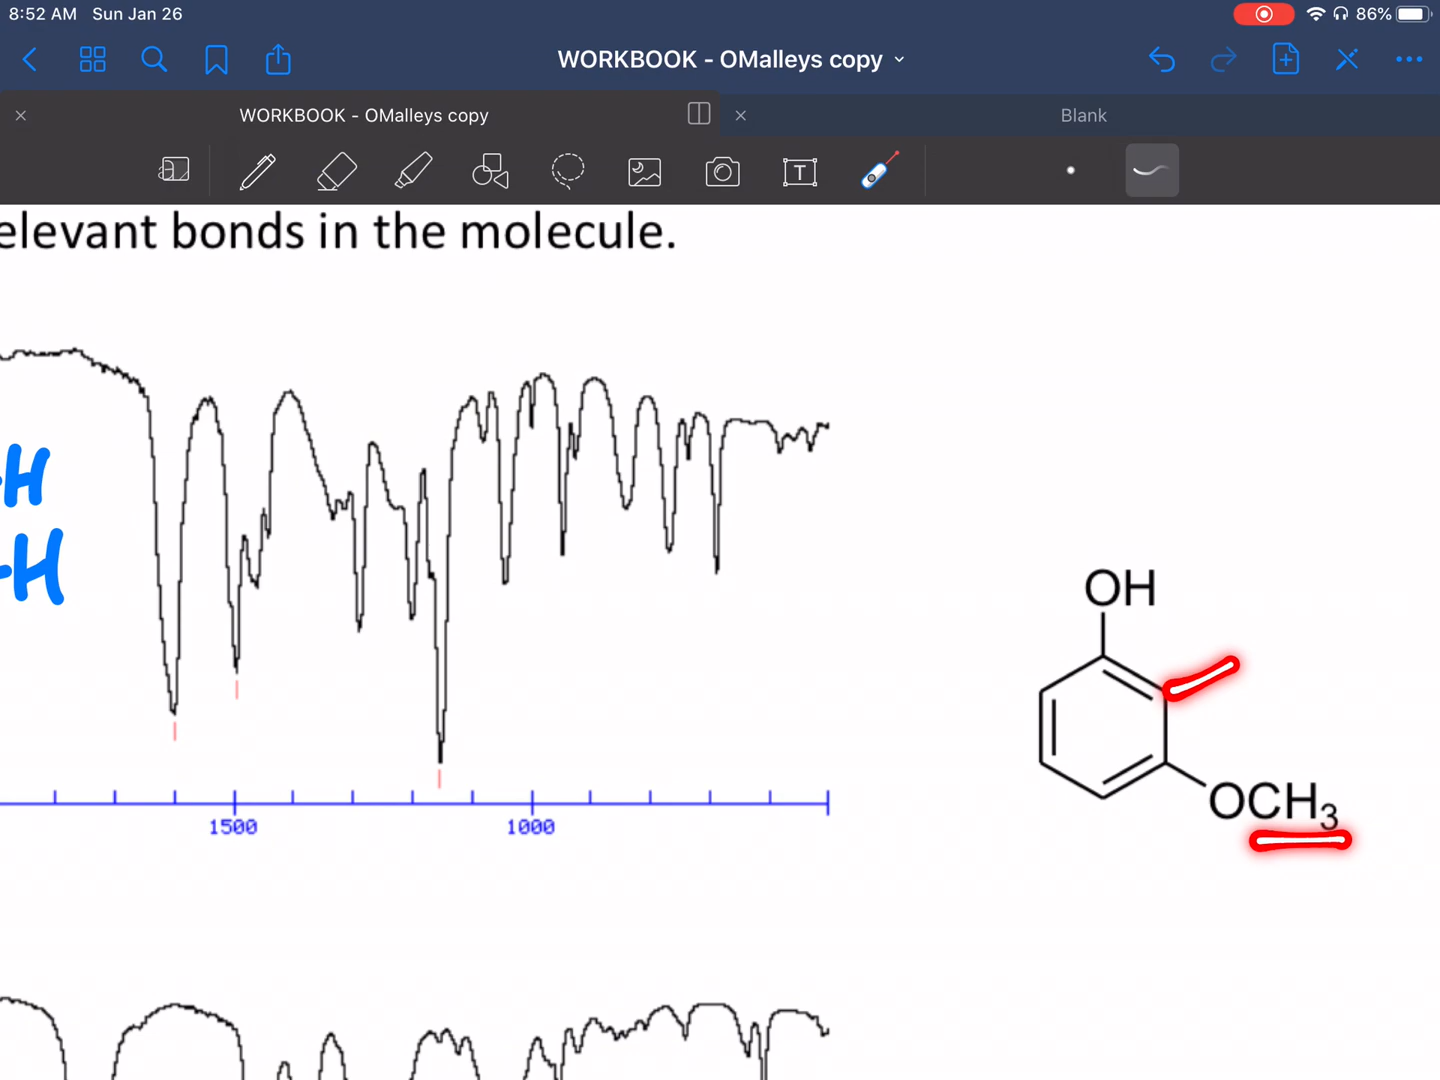 8:52 AM Sun Jan 26
86%
WORKBOOK - OMalleys copy
WORKBOOK - OMalleys copy
Blank
T
elevant bonds in the molecule.
-H
-H
OH
OCH₃
1500
1000